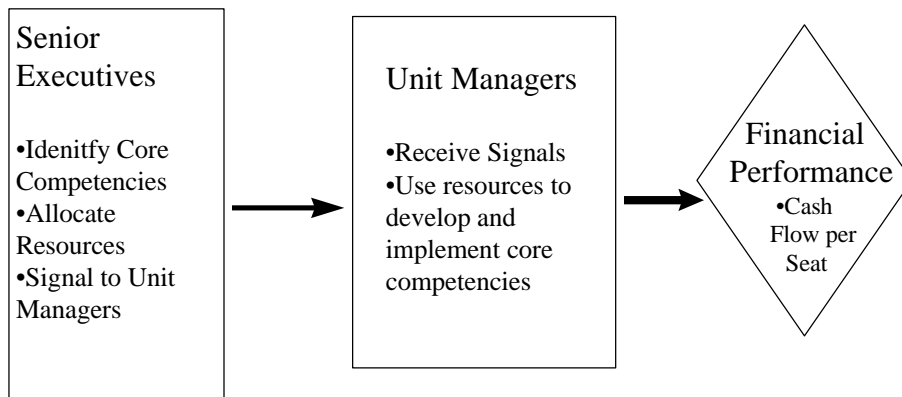 Senior
Executives
•Idenitfy Core
Competencies
•Allocate
Resources
•Signal to Unit
Managers
Unit Managers
•Receive Signals
•Use resources to
develop and
implement core
competencies
Financial
Performance
•Cash
Flow per
Seat